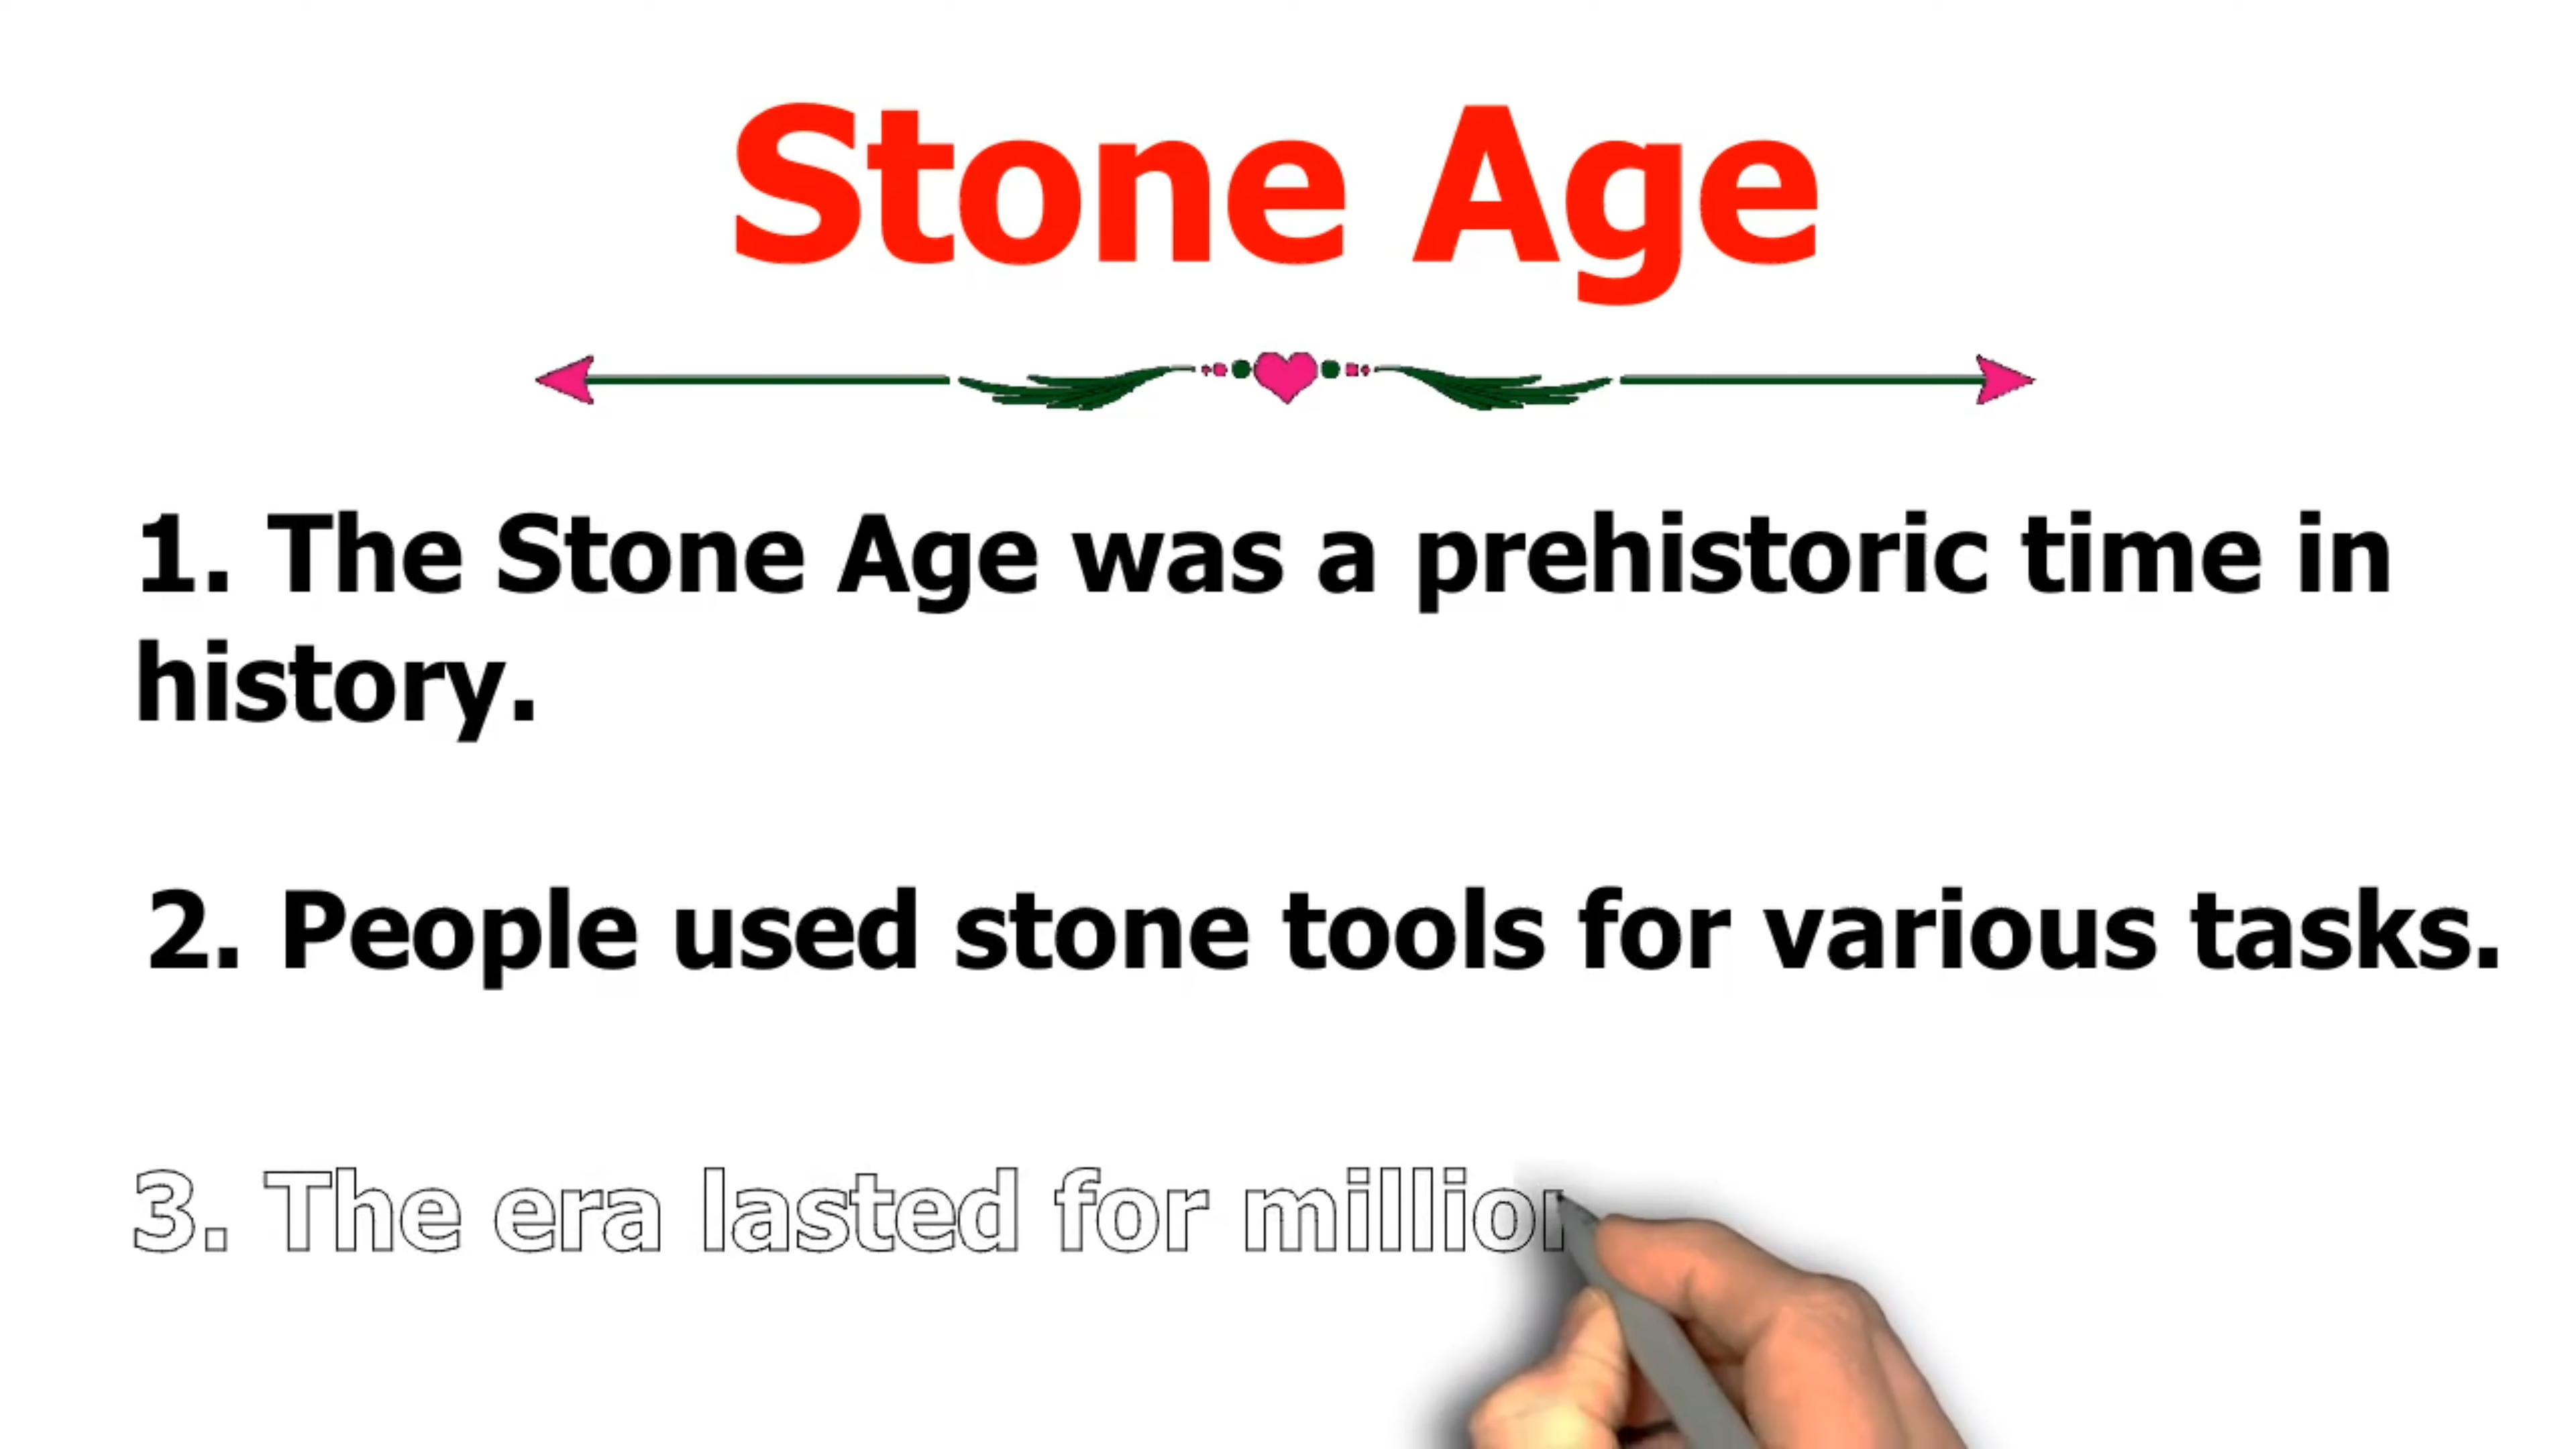 Stone Age
1. The Stone Age was a prehistoric time in
history.
2. People used stone tools for various tasks.
3. The era lasted for million